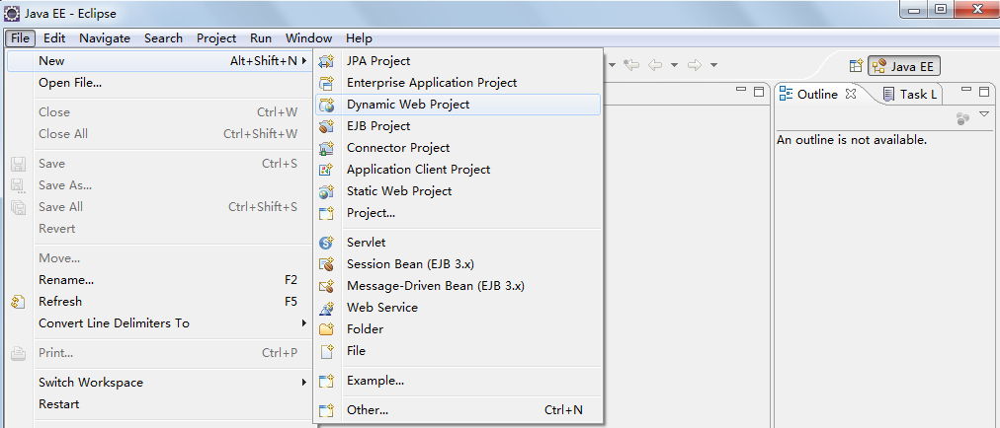 Java EE - Eclipse
File Edit Navigate Search Project Run Window Help
New Alt+Shift+N
Open File...
Close Ctrl+W
Close All Ctrl+Shift+W
Save Ctrl+S
Save As...
Save All Ctrl+Shift+S
Revert
Move...
Rename... F2
Refresh F5
Convert Line Delimiters To
Print... Ctrl+P
Switch Workspace
Restart
JPA Project
Enterprise Application Project
Dynamic Web Project
EJB Project
Connector Project
Application Client Project
Static Web Project
Project...
Servlet
Session Bean (EJB 3.x)
Message-Driven Bean (EJB 3.x)
Web Service
Folder
File
Example...
Other... Ctrl+N
Java EE
Outline Task L
An outline is not available.